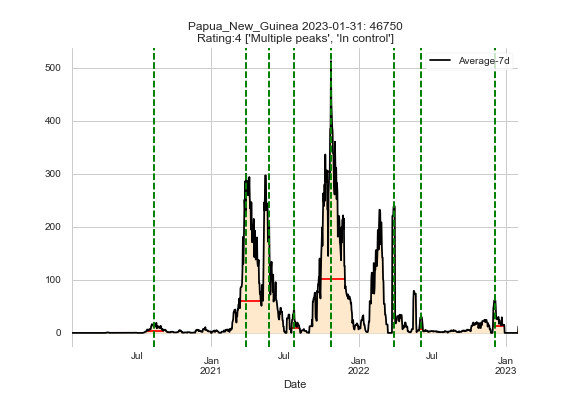 Papua_New_Guinea 2023-01-31: 46750
Rating:4 ['Multiple peaks', 'In control']
Average-7d
500
400
300
200
100
0
Jul
Jan
2021
Jul
Jan
2022
Jul
Jan
2023
Date